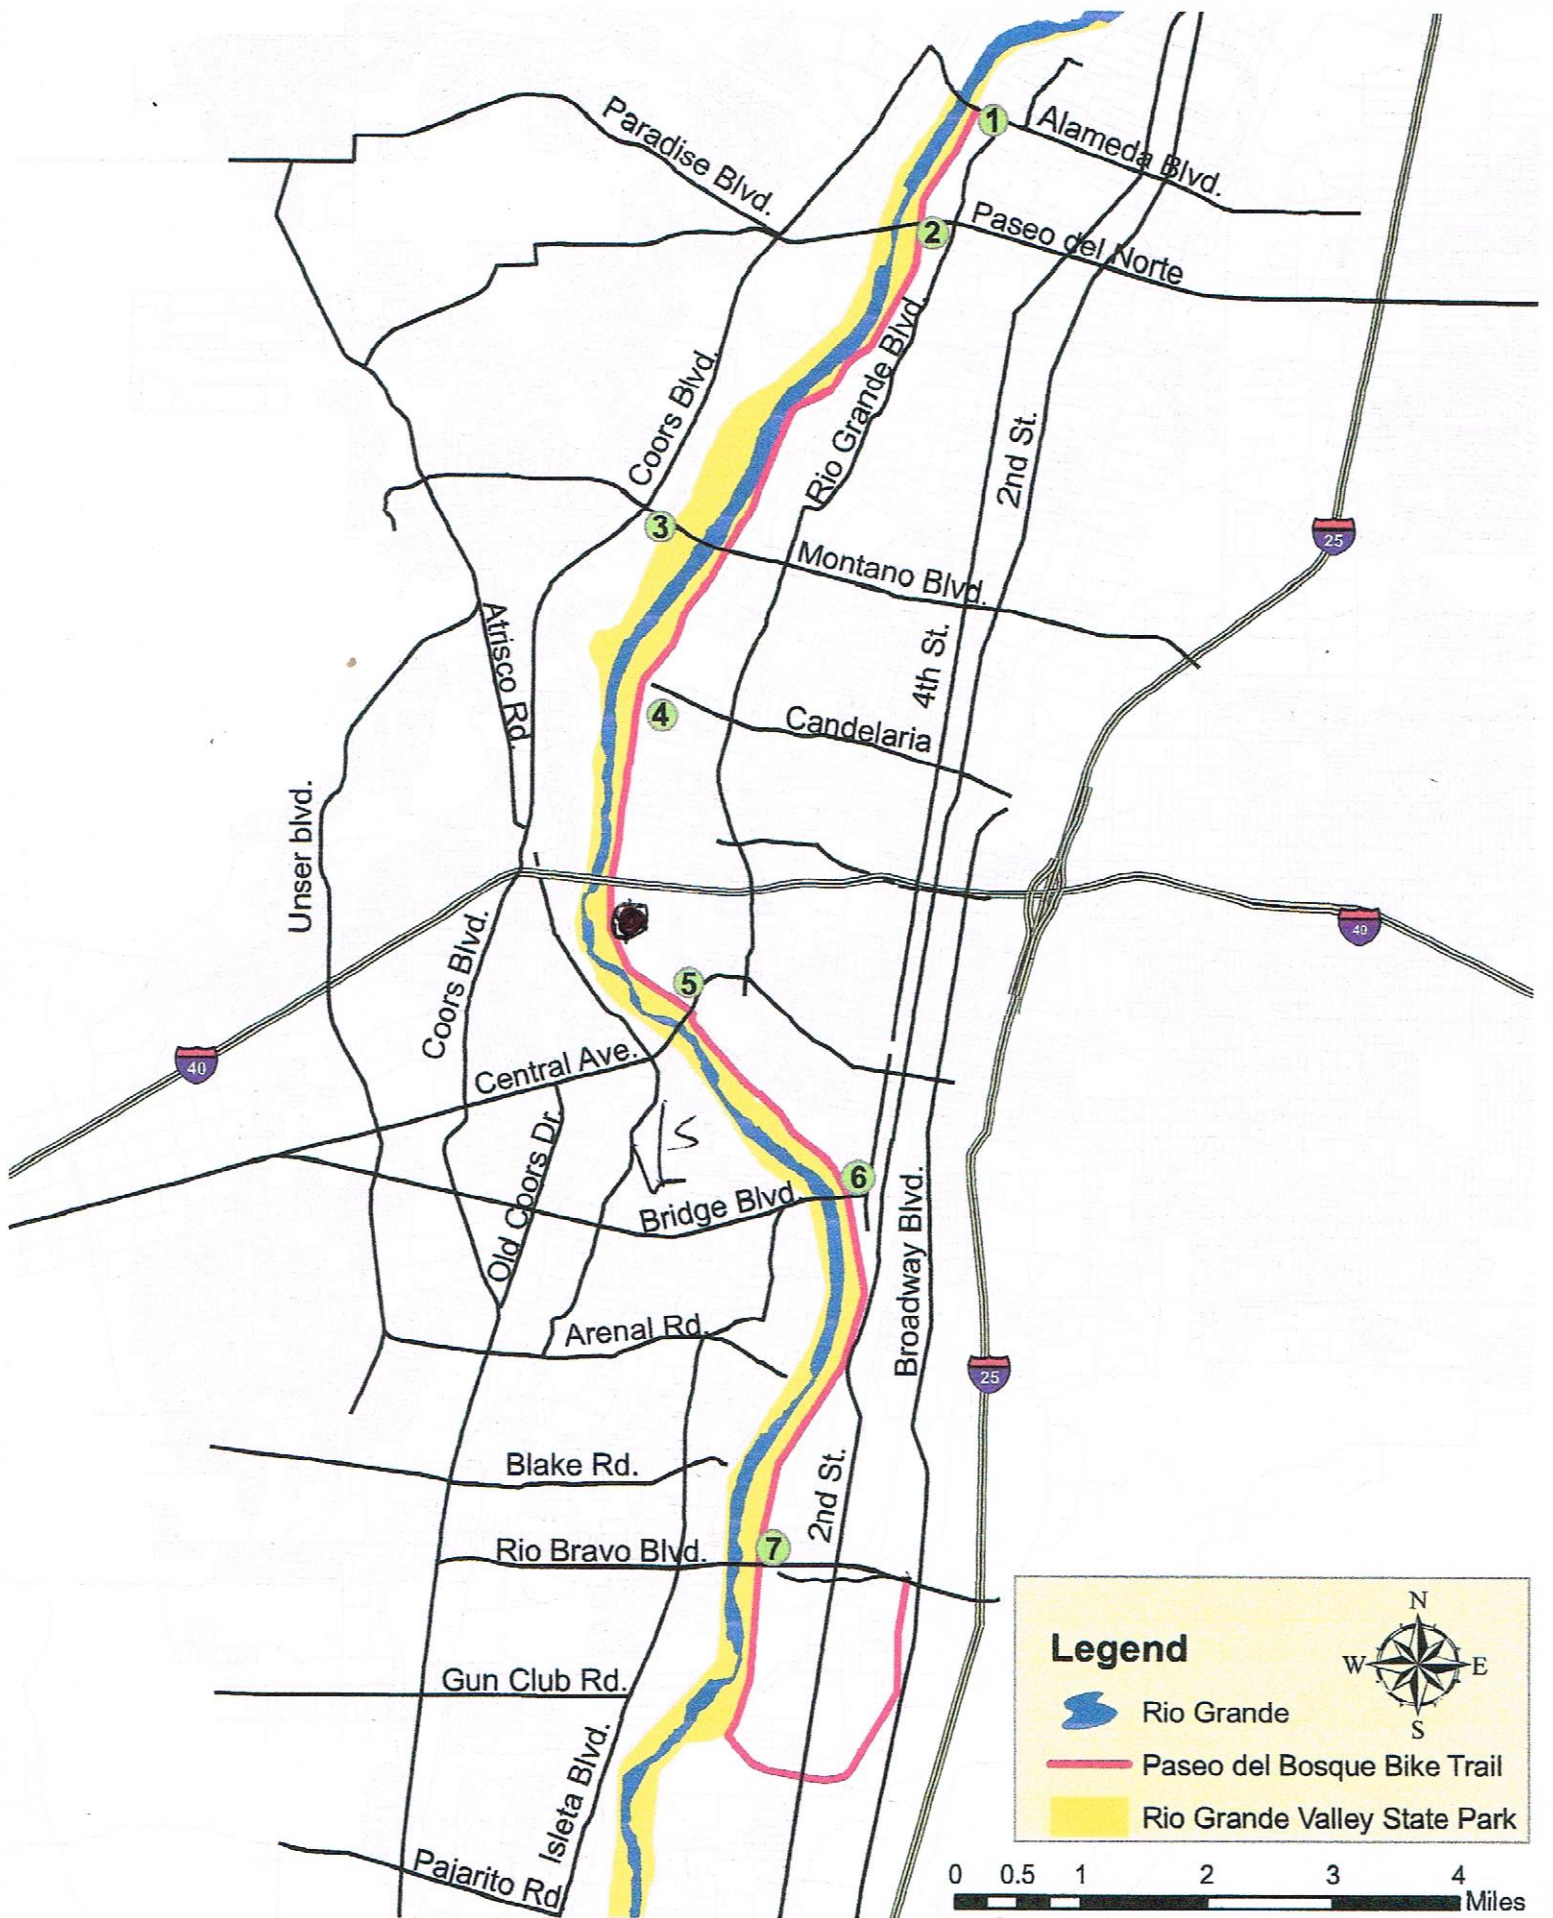 1
Alameda Blvd.
Paradise Blvd.
2
Paseo del Norte
Rio Grande Blvd.
Coors Blvd.
2nd St.
3
25
Montano Blvd.
Atrisco Rd.
4th St.
4
Candelaria
Unser blvd.
40
Coors Blvd.
5
40
Central Ave.
Old Coors Dr.
S
6
Bridge Blvd.
Broadway Blvd.
Arenal Rd.
25
Blake Rd.
2nd St.
7
Rio Bravo Blvd.
Gun Club Rd.
Isleta Blvd.
Pajarito Rd
Legend
N
W E
S
Rio Grande
Paseo del Bosque Bike Trail
Rio Grande Valley State Park
0 0.5 1 2 3 4
Miles